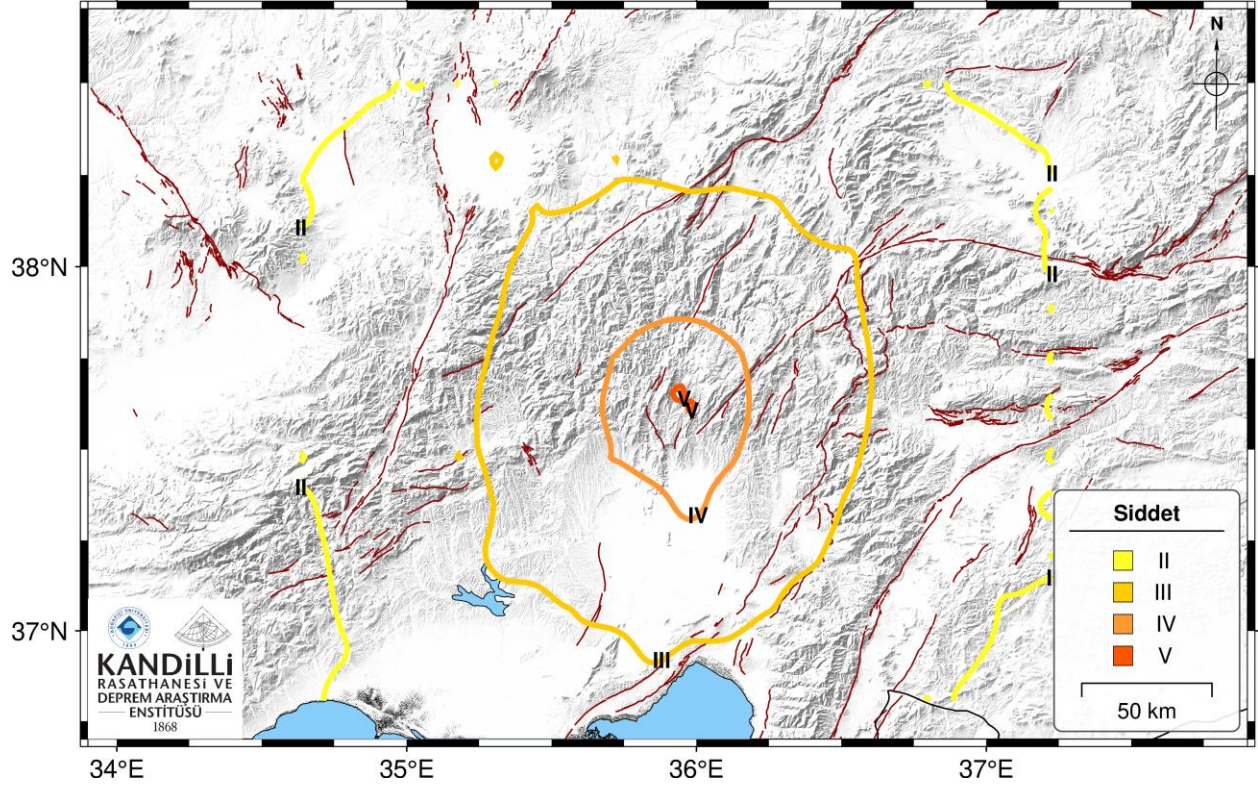 N
II
II
38°N
II
II
V
V
II
IV
Siddet
II
III
IV
V
50 km
I
37°N
III
KANDiLLi
RASATHANESİ VE
DEPREM ARAŞTIRMA
ENSTİTÜSÜ
1868
34°E
35°E
36°E
37°E